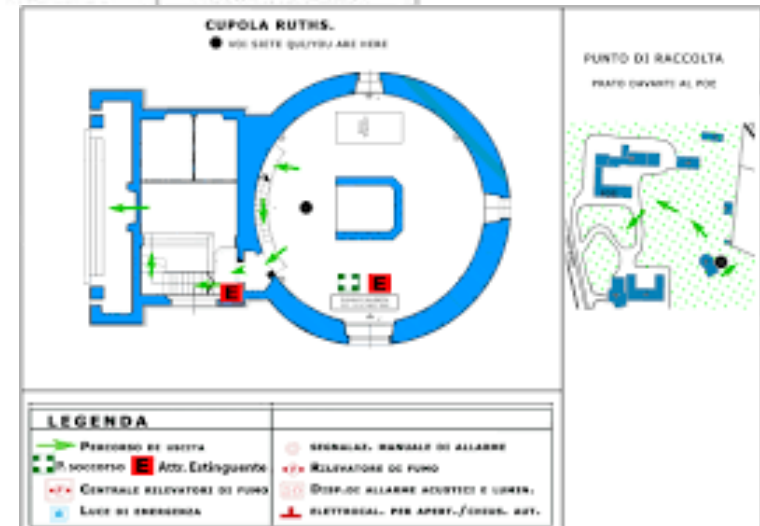 CUPOLA RUTHS.
VOI SIETE QUI/YOU ARE HERE
PUNTO DI RACCOLTA
PRATO DAVANTI AL POE
N
E
E
LEGENDA
PERCORSO DI USCITA
P. SOCCORSO E Attr. Estinguente
CENTRALE RILEVATORI DI FUMO
LUCE DI EMERGENZA
SEGNALAZ. MANUALE DI ALLARME
RILEVATORE DI FUMO
DISP.DI ALLARME ACUSTICI E LUMIN.
ELETTROCAL. PER APERT./CHIUS. AUT.